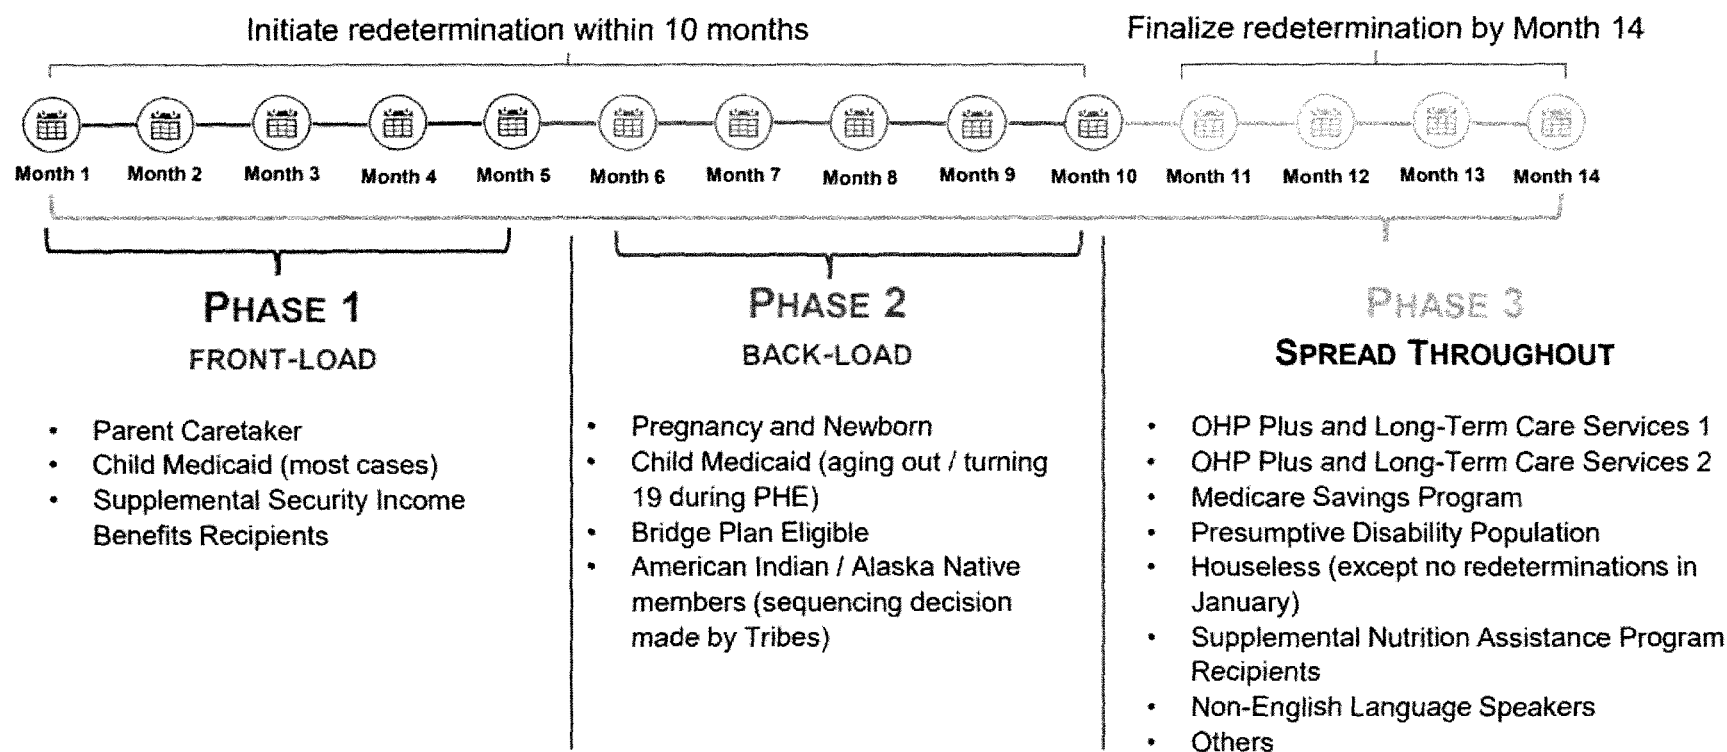 Initiate redetermination within 10 months
Finalize redetermination by Month 14
Month 1
Month 2
Month 3
Month 4
Month 5
Month 6
Month 7
Month 8
Month 9
Month 10
Month 11
Month 12
Month 13
Month 14
PHASE 1
FRONT-LOAD
• Parent Caretaker
• Child Medicaid (most cases)
• Supplemental Security Income
Benefits Recipients
PHASE 2
BACK-LOAD
• Pregnancy and Newborn
• Child Medicaid (aging out / turning
19 during PHE)
• Bridge Plan Eligible
• American Indian / Alaska Native
members (sequencing decision
made by Tribes)
PHASE 3
SPREAD THROUGHOUT
• OHP Plus and Long-Term Care Services 1
• OHP Plus and Long-Term Care Services 2
• Medicare Savings Program
• Presumptive Disability Population
• Houseless (except no redeterminations in
January)
• Supplemental Nutrition Assistance Program
Recipients
• Non-English Language Speakers
• Others